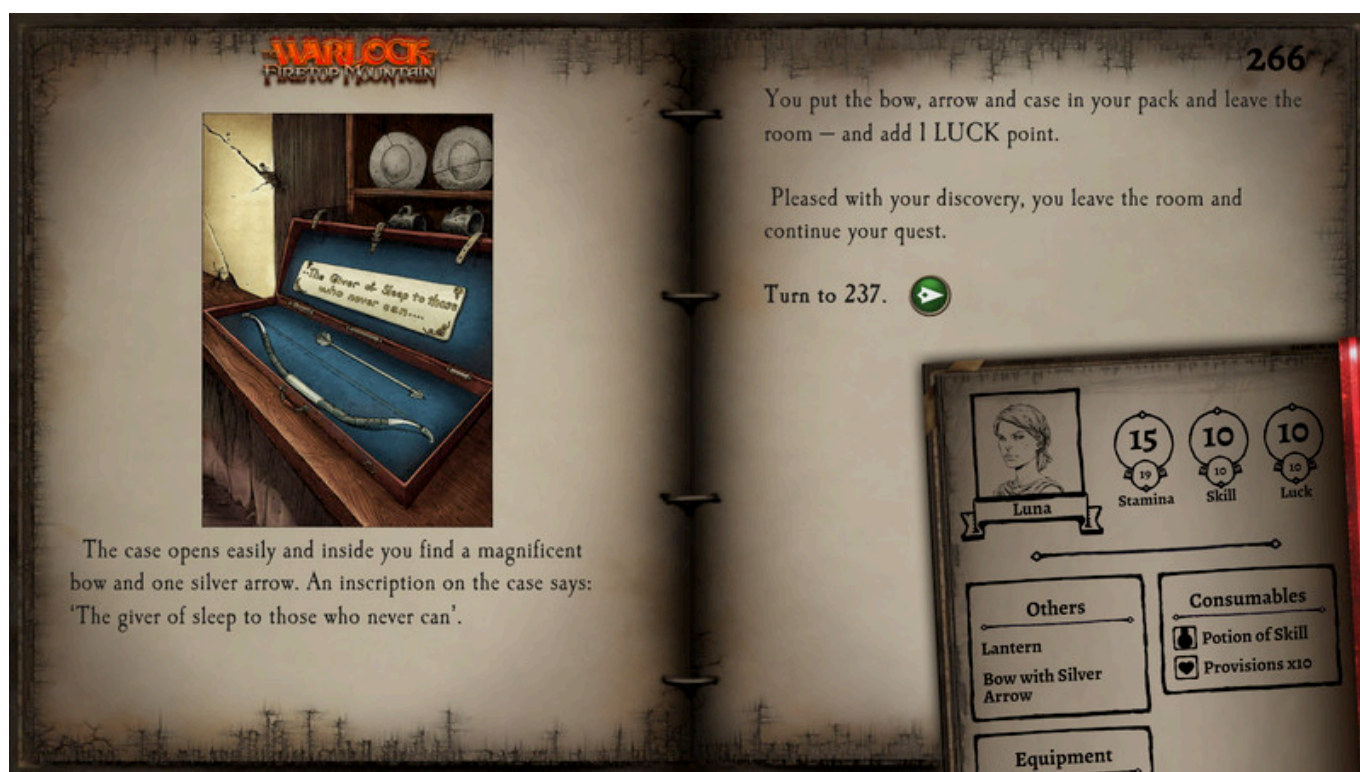 WARLOCK
FIRETOP MOUNTAIN
"The Giver of Sleep to those
who never can....
The case opens easily and inside you find a magnificent
bow and one silver arrow. An inscription on the case says:
‘The giver of sleep to those who never can’.
266
You put the bow, arrow and case in your pack and leave the
room – and add 1 LUCK point.
Pleased with your discovery, you leave the room and
continue your quest.
Turn to 237.
Luna
15
19
Stamina
10
10
Skill
10
10
Luck
Others
Lantern
Bow with Silver
Arrow
Consumables
Potion of Skill
Provisions x10
Equipment